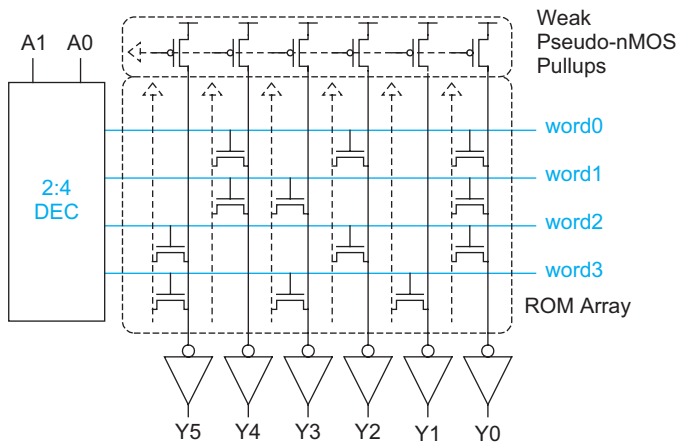 Weak
Pseudo-nMOS
Pullups
A1 A0
word0
word1
2:4
DEC
word2
word3
ROM Array
Y5 Y4 Y3 Y2 Y1 Y0